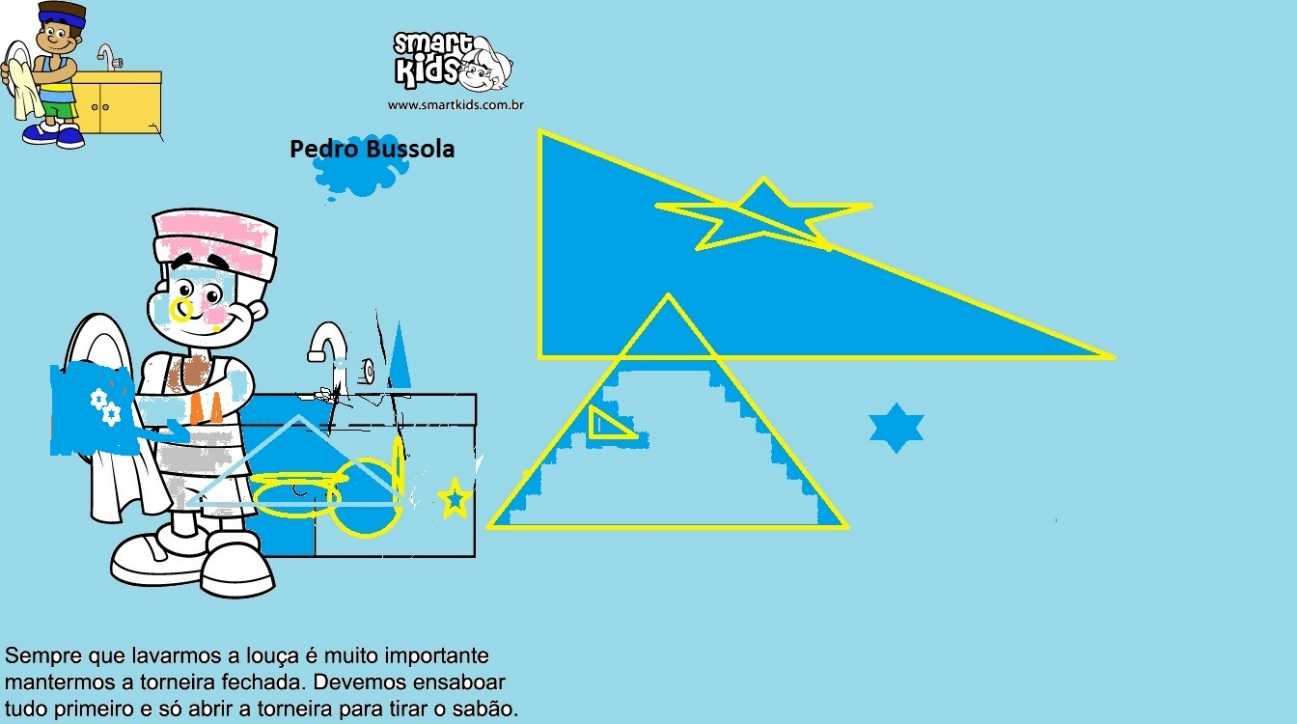 smart
kids
www.smartkids.com.br
Pedro Bussola
Sempre que lavarmos a louça é muito importante
mantermos a torneira fechada. Devemos ensaboar
tudo primeiro e só abrir a torneira para tirar o sabão.